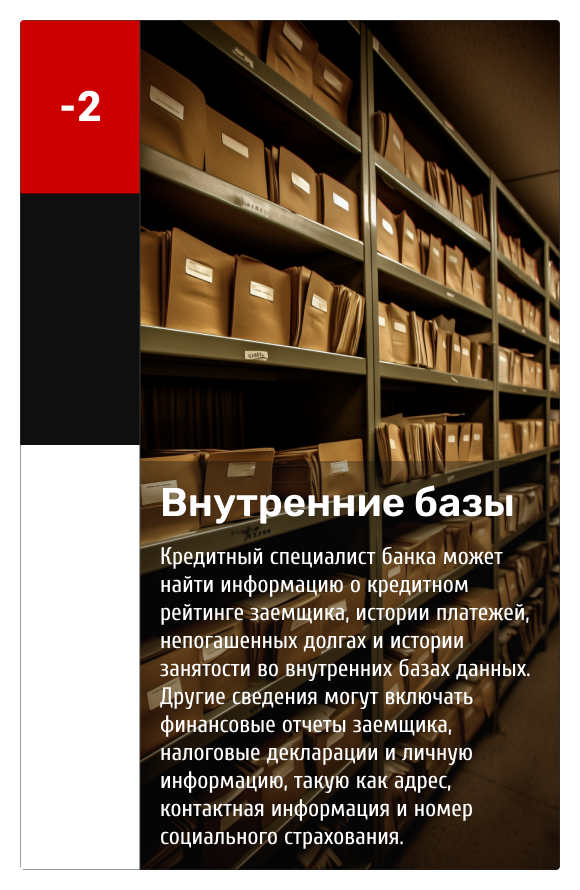 -2
Внутренние базы
Кредитный специалист банка может
найти информацию о кредитном
рейтинге заемщика, истории платежей,
непогашенных долгах и истории
занятости во внутренних базах данных.
Другие сведения могут включать
финансовые отчеты заемщика,
налоговые декларации и личную
информацию, такую как адрес,
контактная информация и номер
социального страхования.